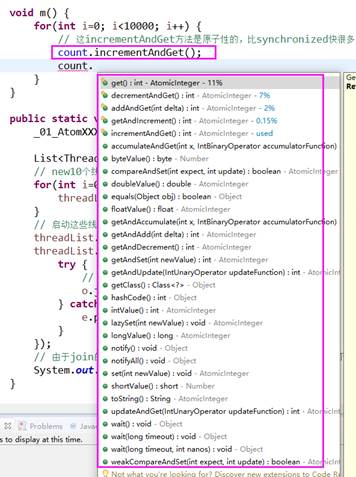 void m() {
for(int i=0; i<10000; i++) {
// 这incrementAndGet方法是原子性的，比synchronized快很多
count.incrementAndGet();
count.
}
}
get() : int - AtomicInteger - 11%
decrementAndGet() : int - AtomicInteger - 7%
addAndGet(int delta) : int - AtomicInteger - 2%
getAndIncrement() : int - AtomicInteger - 0.15%
incrementAndGet() : int - AtomicInteger - used
accumulateAndGet(int x, IntBinaryOperator accumulatorFunction)
byteValue() : byte - Number
compareAndSet(int expect, int update) : boolean - AtomicInteger
doubleValue() : double - AtomicInteger
equals(Object obj) : boolean - Object
floatValue() : float - AtomicInteger
getAndAccumulate(int x, IntBinaryOperator accumulatorFunction)
getAndAdd(int delta) : int - AtomicInteger
getAndDecrement() : int - AtomicInteger
getAndSet(int newValue) : int - AtomicInteger
getAndUpdate(IntUnaryOperator updateFunction) : int - AtomicInteger
getClass() : Class<?> - Object
hashCode() : int - Object
intValue() : int - AtomicInteger
lazySet(int newValue) : void - AtomicInteger
longValue() : long - AtomicInteger
notify() : void - Object
notifyAll() : void - Object
set(int newValue) : void - AtomicInteger
shortValue() : short - Number
toString() : String - AtomicInteger
updateAndGet(IntUnaryOperator updateFunction) : int - AtomicInteger
wait() : void - Object
wait(long timeout) : void - Object
wait(long timeout, int nanos) : void - Object
weakCompareAndSet(int expect, int update) : boolean - AtomicInteger
Not what you're looking for? Discover new extensions to Code Re
Ge
Re
public static v
_01_AtomXXX
List<Thread
// new10个线
for(int i=0
threadL
}
// 启动这些线
threadList.
threadList.
try {
//
o.j
} catch
e.p
}
});
// 由于join的
System.out.
}
Problems
s to display at this time.